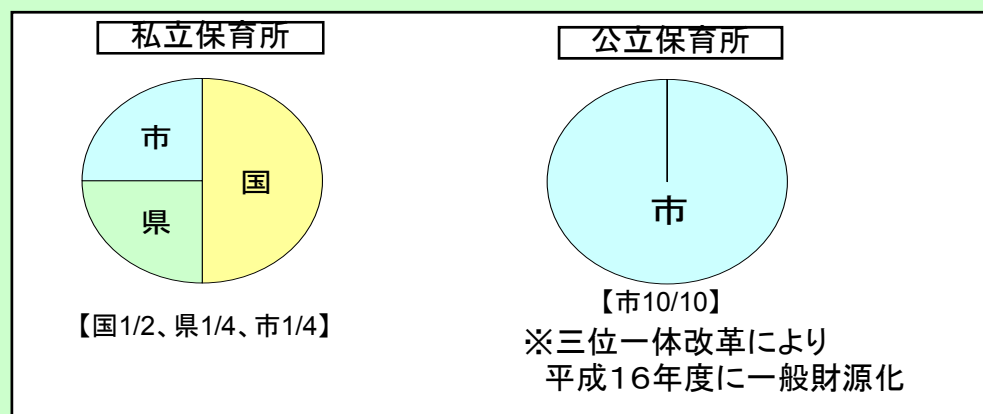 私立保育所
市
国
県
【国1/2、県1/4、市1/4】
公立保育所
市
【市10/10】
※三位一体改革により
平成16年度に一般財源化